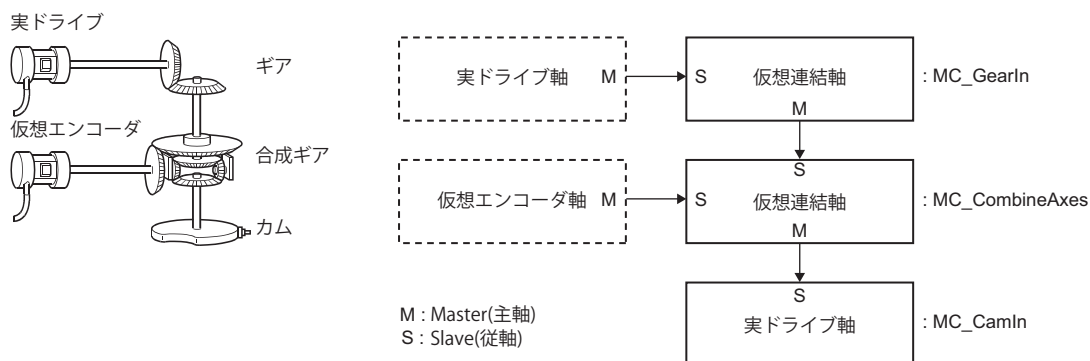 実ドライブ
ギア
仮想エンコーダ
合成ギア
カム
実ドライブ軸 M
S 仮想連結軸
M
: MC_GearIn
仮想エンコーダ軸 M
S
S 仮想連結軸
M
: MC_CombineAxes
S
実ドライブ軸
: MC_CamIn
M : Master(主軸)
S : Slave(従軸)